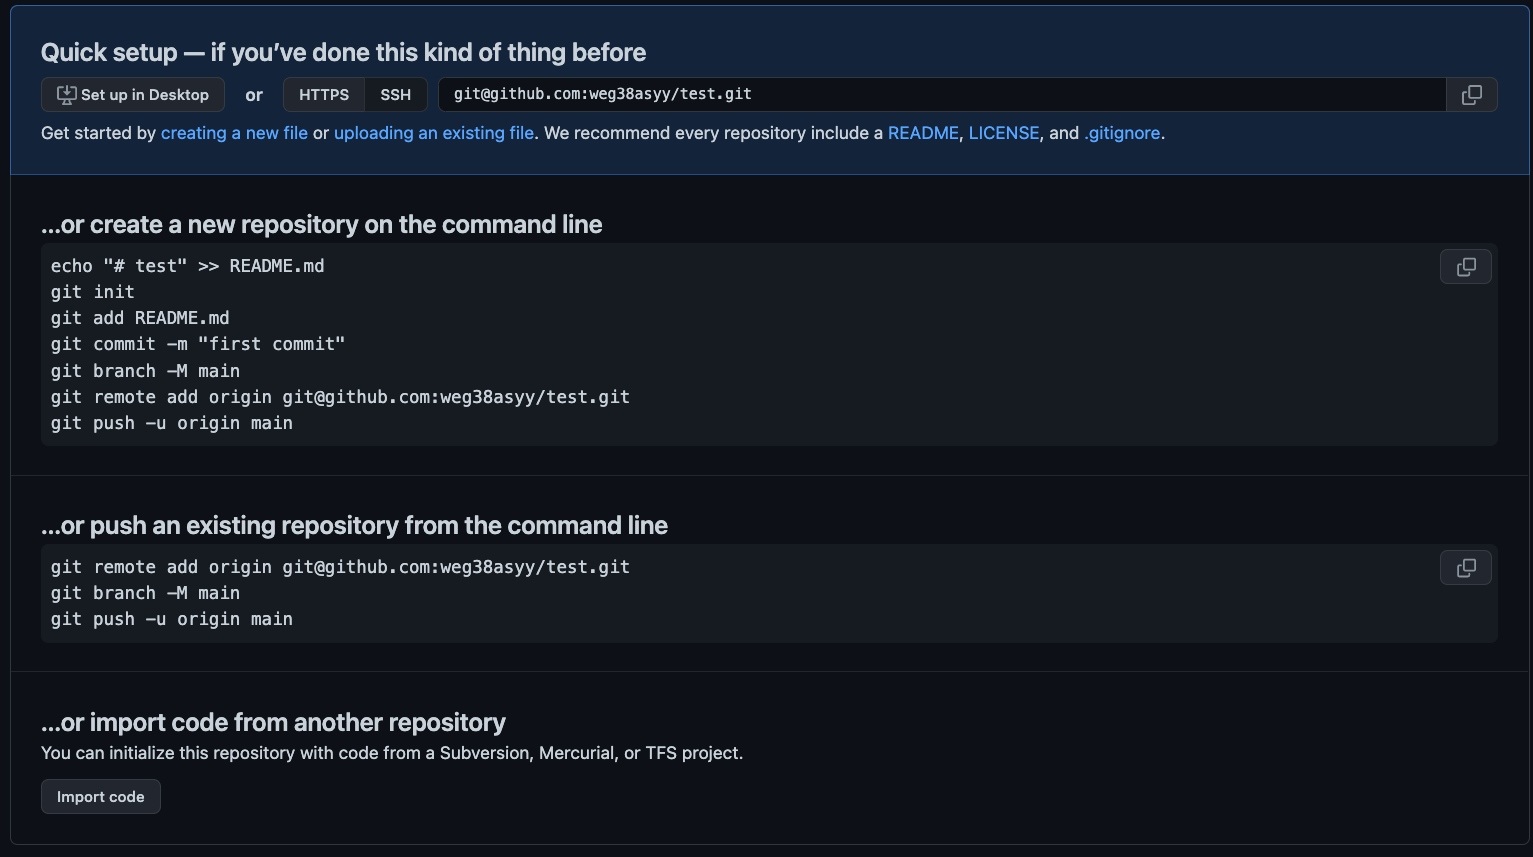 Quick setup — if you’ve done this kind of thing before
Set up in Desktop or HTTPS SSH git@github.com:weg38asyy/test.git
Get started by creating a new file or uploading an existing file. We recommend every repository include a README, LICENSE, and .gitignore.
...or create a new repository on the command line
echo "# test" >> README.md
git init
git add README.md
git commit -m "first commit"
git branch -M main
git remote add origin git@github.com:weg38asyy/test.git
git push -u origin main
...or push an existing repository from the command line
git remote add origin git@github.com:weg38asyy/test.git
git branch -M main
git push -u origin main
...or import code from another repository
You can initialize this repository with code from a Subversion, Mercurial, or TFS project.
Import code